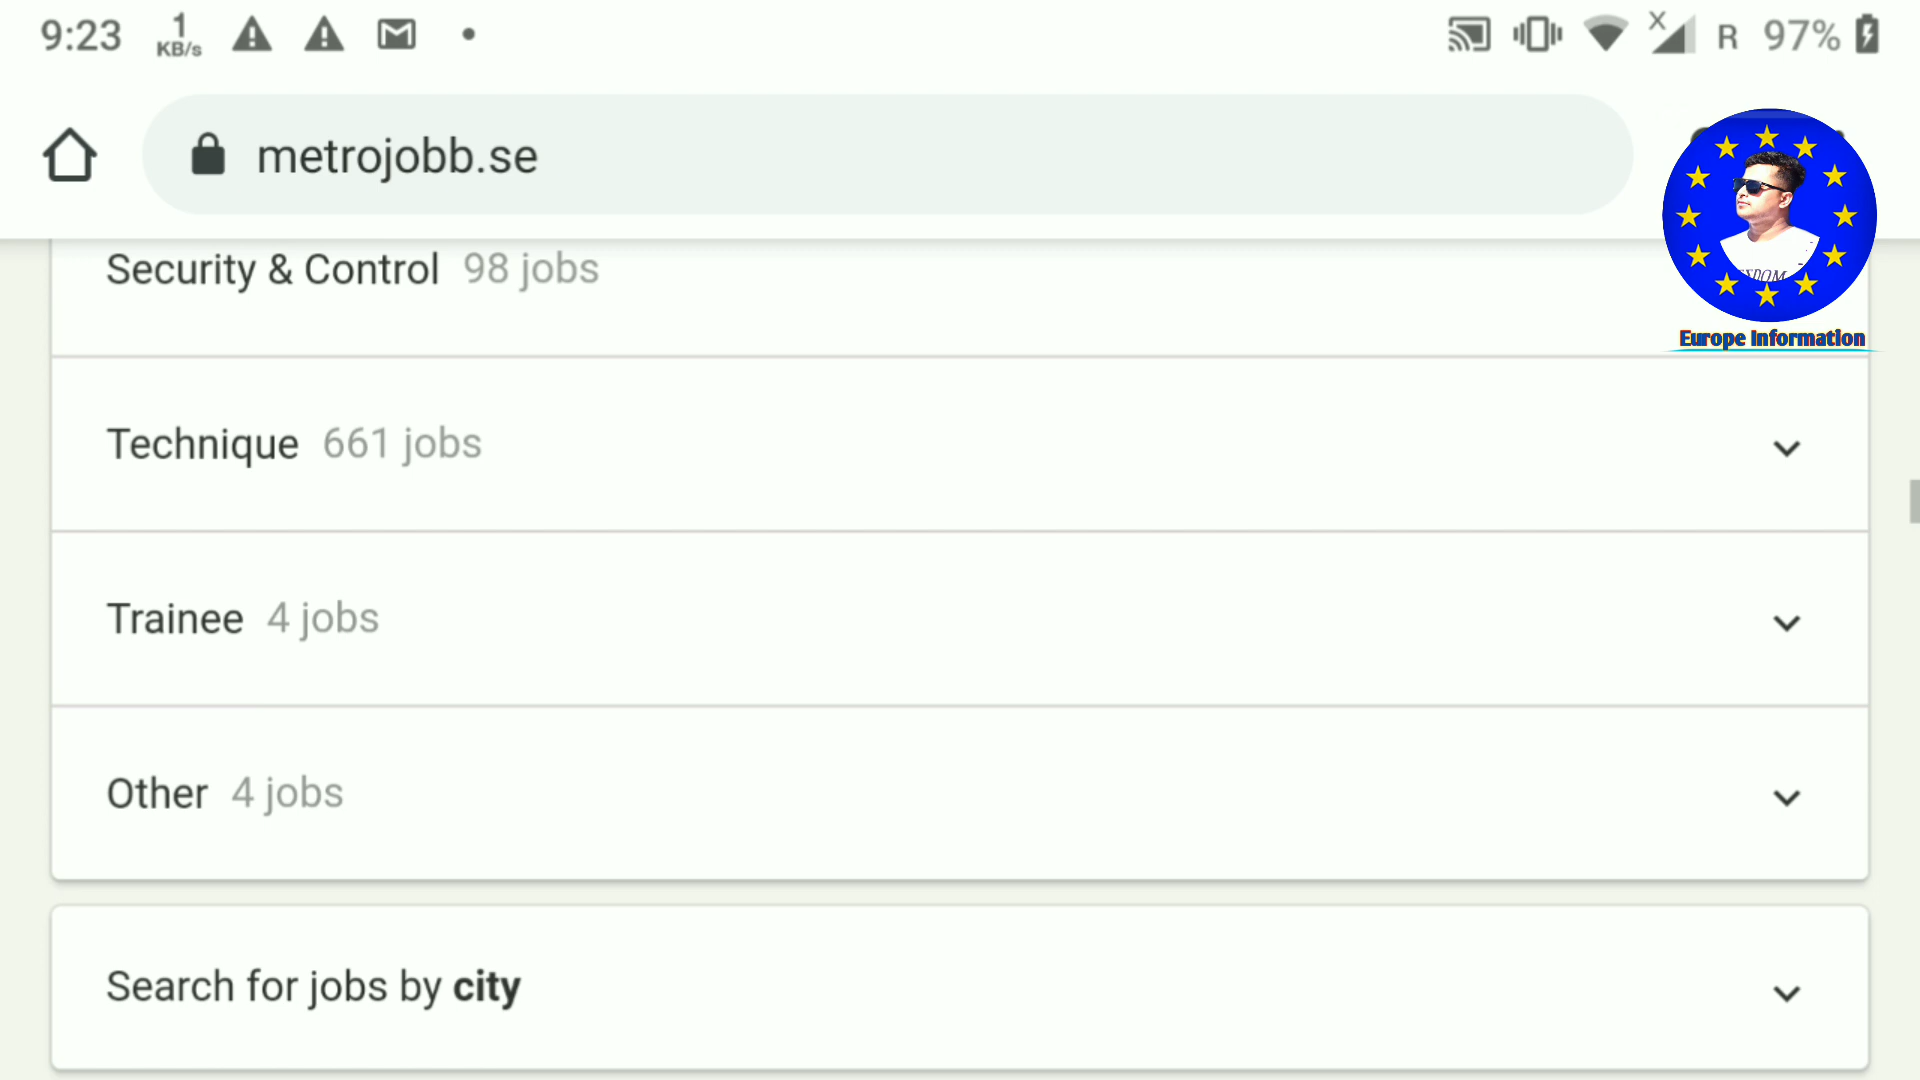 9:23 1 KB/s R 97%
metrojobb.se
Security & Control 98 jobs
Europe Information
Technique 661 jobs
Trainee 4 jobs
Other 4 jobs
Search for jobs by city